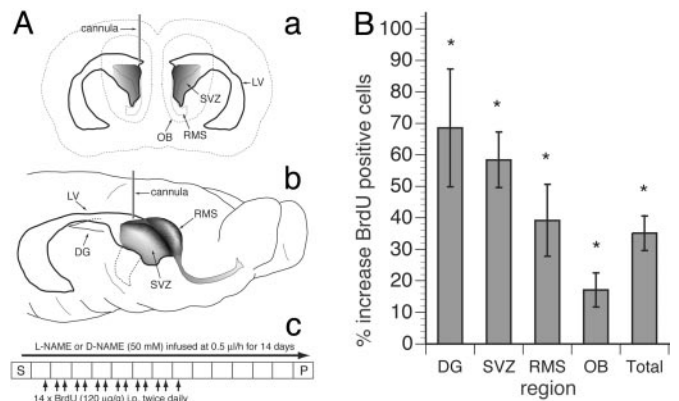 A
a
cannula
LV
SVZ
OB
RMS
b
LV
cannula
RMS
DG
SVZ
c
L-NAME or D-NAME (50 mM) infused at 0.5 µl/h for 14 days
S
P
14 x BrdU (120 µg/g) i.p. twice daily
B
% increase BrdU positive cells
100
90
80
70
60
50
40
30
20
10
0
*
*
*
*
*
DG SVZ RMS OB Total
region